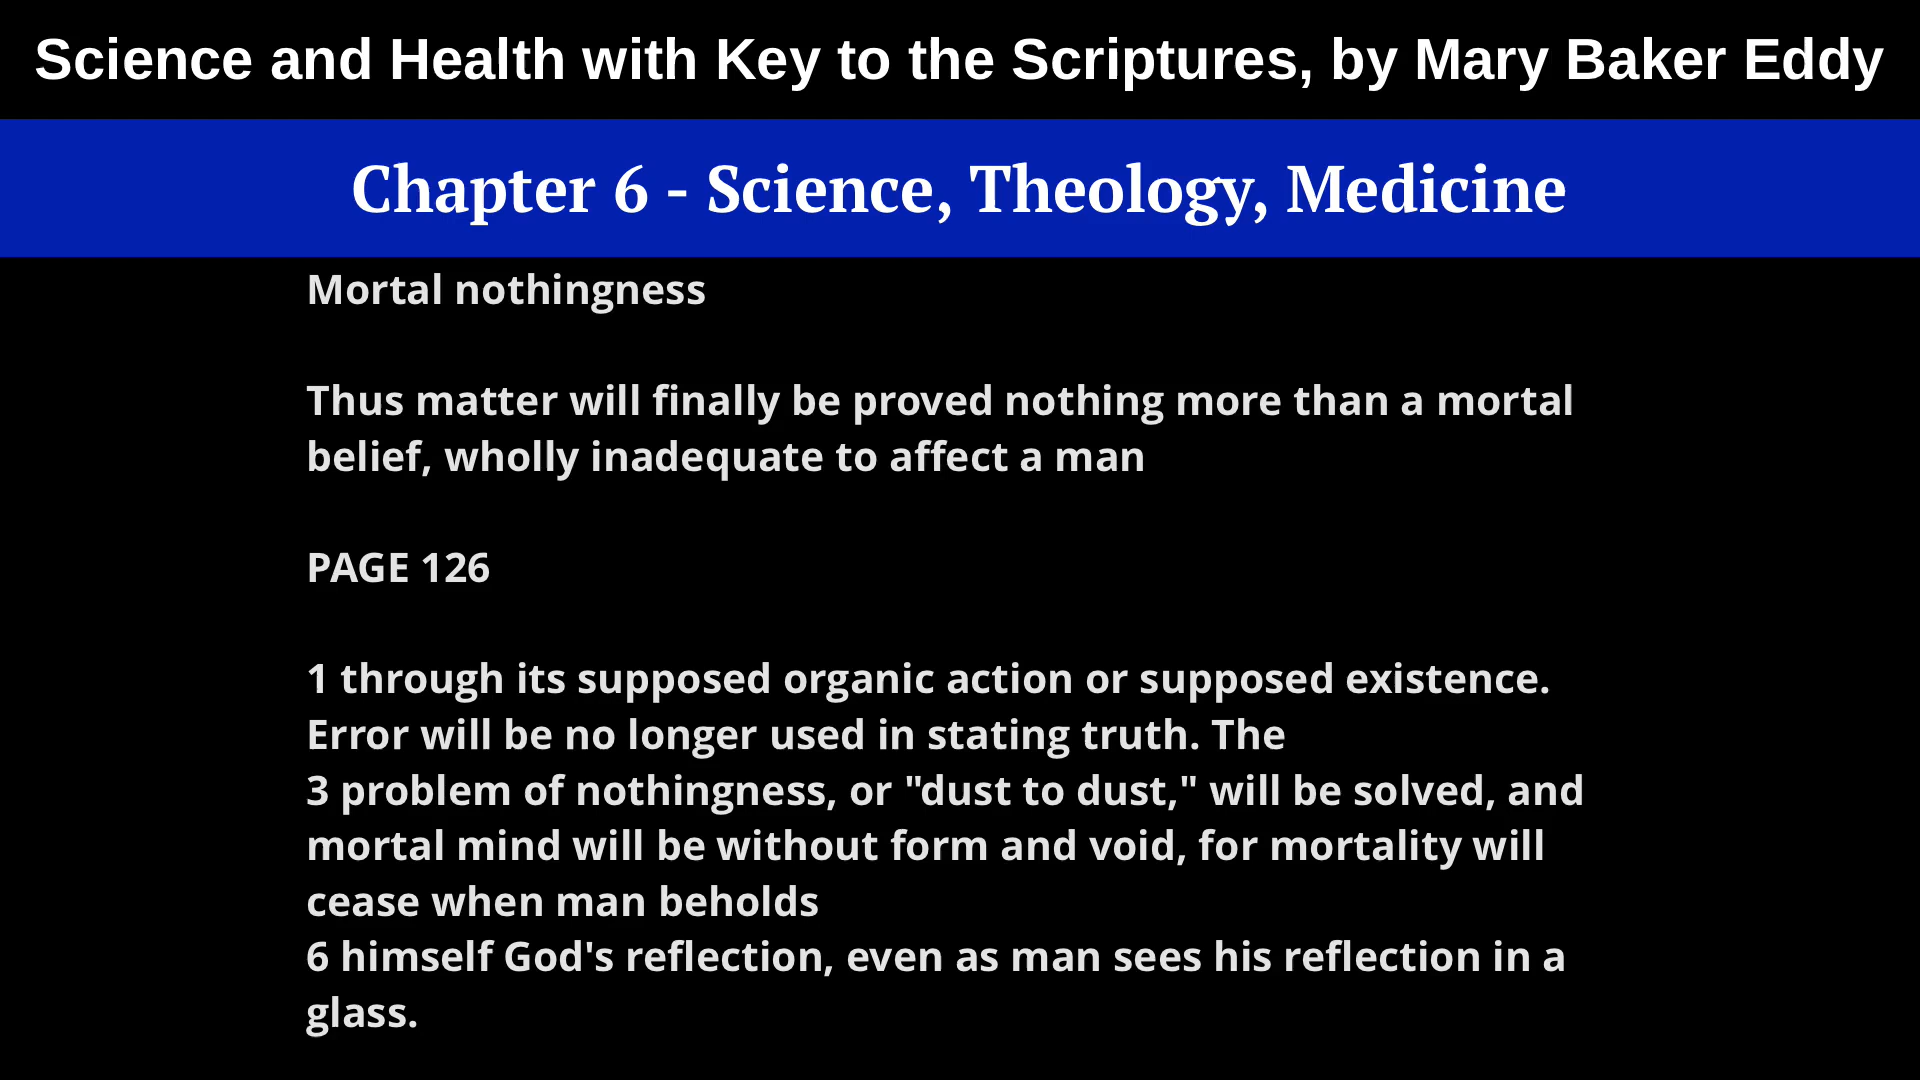 Science and Health with Key to the Scriptures, by Mary Baker Eddy
Chapter 6 - Science, Theology, Medicine
Mortal nothingness
Thus matter will finally be proved nothing more than a mortal
belief, wholly inadequate to affect a man
PAGE 126
1 through its supposed organic action or supposed existence.
Error will be no longer used in stating truth. The
3 problem of nothingness, or "dust to dust," will be solved, and
mortal mind will be without form and void, for mortality will
cease when man beholds
6 himself God's reflection, even as man sees his reflection in a
glass.